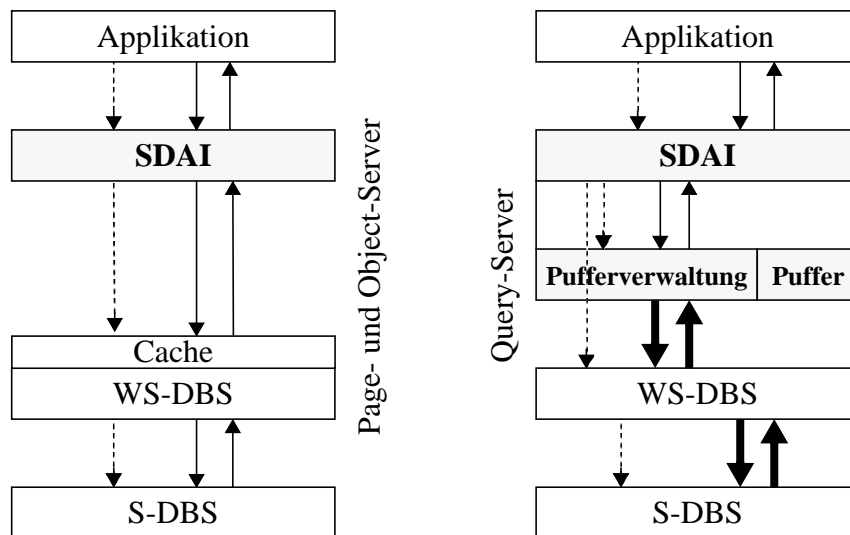 Applikation
SDAI
Cache
WS-DBS
S-DBS
Page- und Object-Server
Applikation
SDAI
Pufferverwaltung
Puffer
WS-DBS
S-DBS
Query-Server